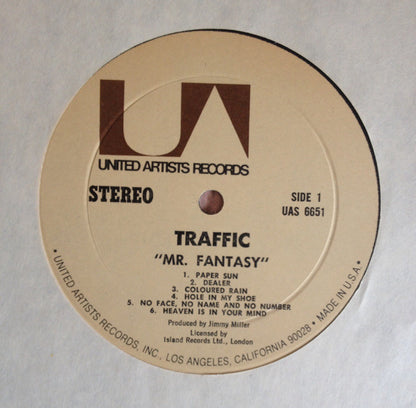 UA
UNITED ARTISTS RECORDS
STEREO
SIDE 1
UAS 6651
TRAFFIC
"MR. FANTASY"
1. PAPER SUN
2. DEALER
3. COLOURED RAIN
4. HOLE IN MY SHOE
5. NO FACE, NO NAME AND NO NUMBER
6. HEAVEN IS IN YOUR MIND
Produced by Jimmy Miller
Licensed by
Island Records Ltd., London
• UNITED ARTISTS RECORDS, INC., LOS ANGELES, CALIFORNIA 90028 • MADE IN U.S.A. •